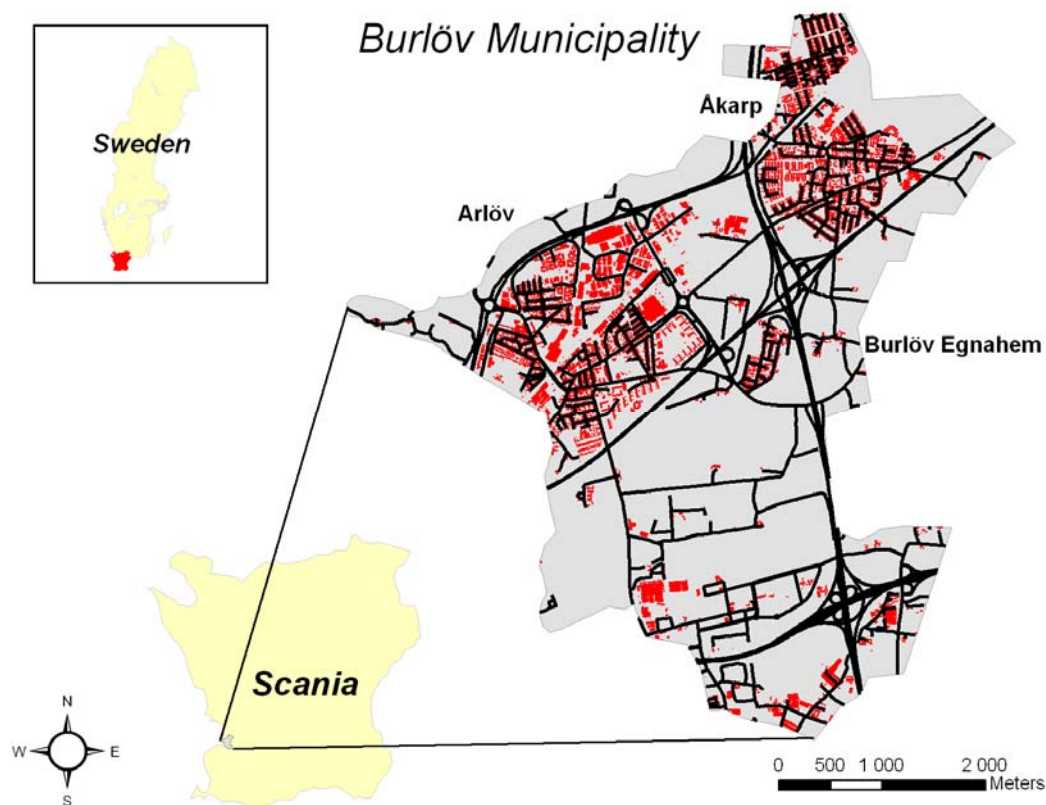 Burlöv Municipality
Sweden
Åkarp
Arlöv
Burlöv Egnahem
Scania
N
W E
S
0 500 1 000 2 000
Meters